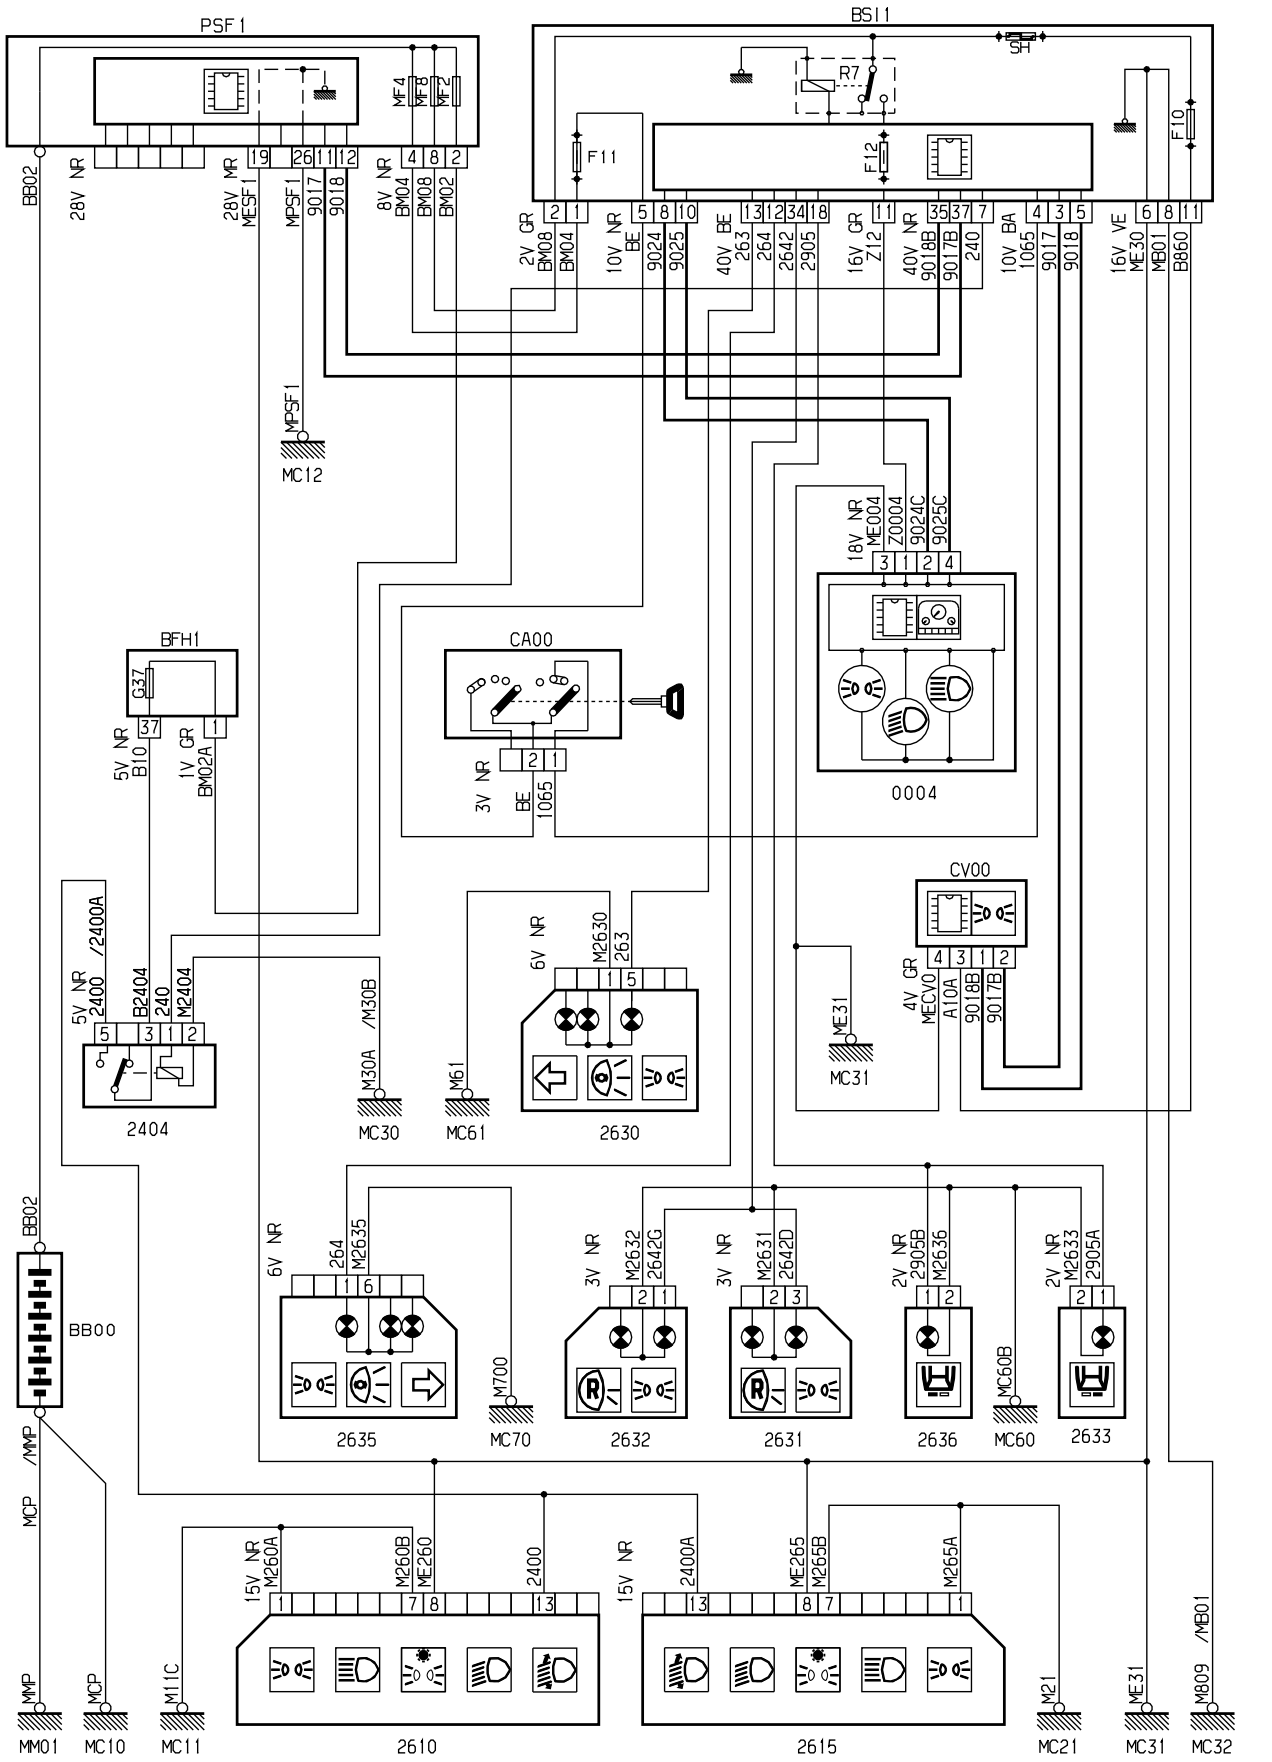 PSF1
BSI1
SH
R7
MF4
MF8
MF2
F11
F12
F10
19
26
11
12
4
8
2
2
1
5
8
10
13
12
34
18
11
35
37
7
4
3
5
6
8
11
BB02
28V NR
28V MR
MESF1
MPSF1
9017
9018
8V NR
BM04
BM08
BM02
2V GR
BM08
BM04
10V NR
BE
9024
9025
40V BE
263
264
2642
2905
16V GR
Z12
40V NR
9018B
9017B
240
10V BA
1065
9017
9018
16V VE
ME30
MB01
B860
MPSF1
MC12
18V NR
ME004
Z0004
9024C
9025C
3
1
2
4
0004
BFH1
G37
37
1
5V NR
B10
1V GR
BM02A
CA00
2
1
3V NR
BE
1065
CV00
4
3
1
2
4V GR
MECV0
A10A
9018B
9017B
5V NR
2400 /2400A
B2404
240
M2404
5
3
1
2
2404
M30A /M30B
MC30
M61
MC61
6V NR
M2630
263
1
5
2630
ME31
MC31
BB02
BB00
6V NR
264
M2635
1
6
2635
M700
MC70
3V NR
M2632
2642G
2
1
2632
3V NR
M2631
2642D
2
3
2631
2V NR
2905B
M2636
1
2
2636
MC60B
MC60
2V NR
M2633
2905A
2
1
2633
R
R
MCP /MMP
15V NR
M260A
M260B
ME260
2400
1
7
8
13
2610
15V NR
2400A
ME265
M265B
M265A
13
8
7
1
2615
MMP
MM01
MCP
MC10
M11C
MC11
M21
MC21
ME31
MC31
M809 /MB01
MC32